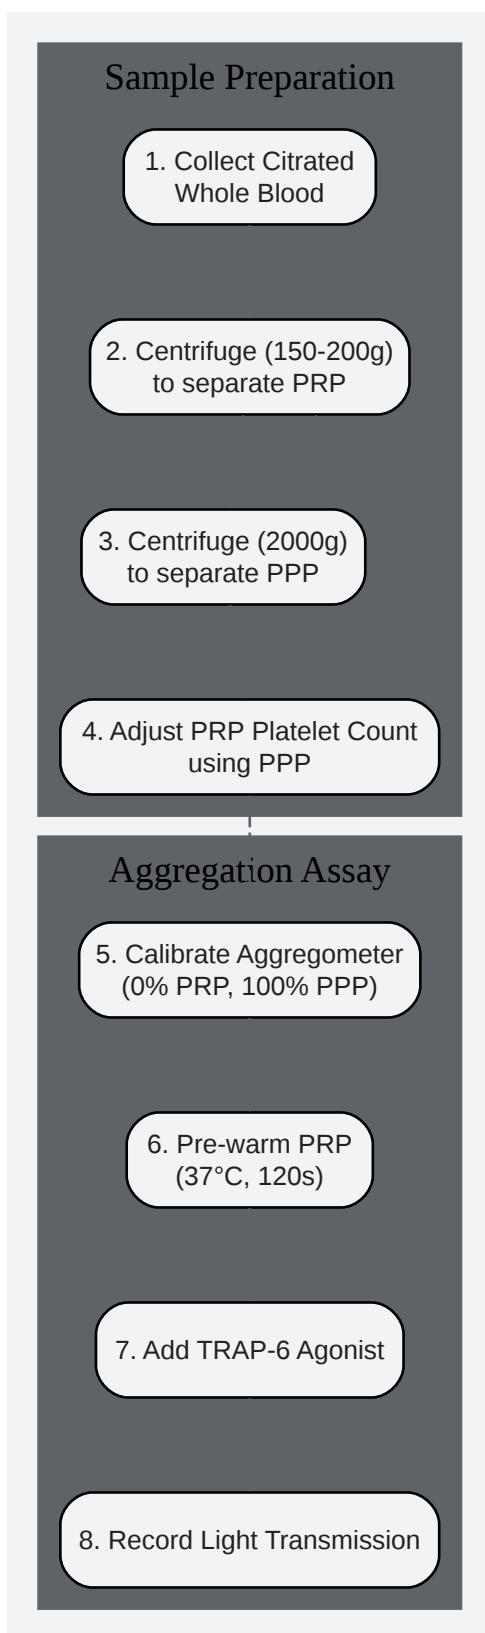 Sample Preparation
1. Collect Citrated
Whole Blood
2. Centrifuge (150-200g)
to separate PRP
3. Centrifuge (2000g)
to separate PPP
4. Adjust PRP Platelet Count
using PPP
Aggregation Assay
5. Calibrate Aggregometer
(0% PRP, 100% PPP)
6. Pre-warm PRP
(37°C, 120s)
7. Add TRAP-6 Agonist
8. Record Light Transmission